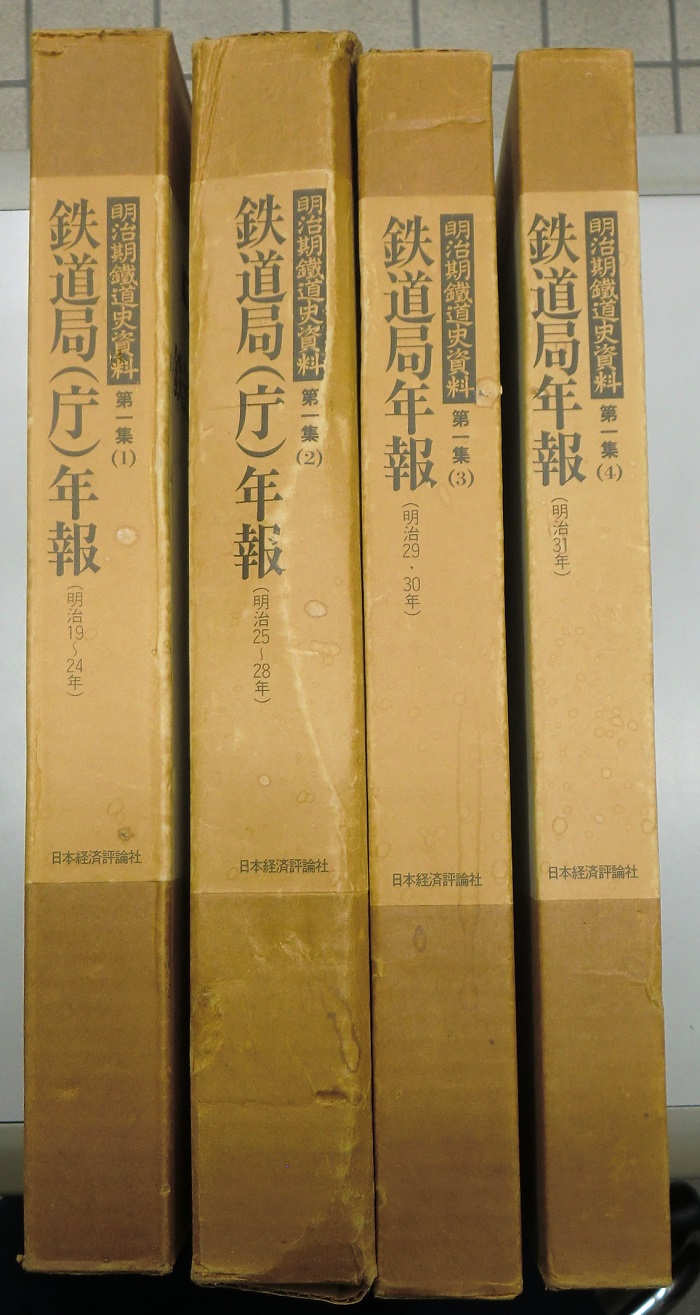 明治期鐵道史資料 第一集(1)
鉄道局(庁)年報(明治19~24年)
日本経済評論社
明治期鐵道史資料 第一集(2)
鉄道局(庁)年報(明治25~28年)
日本経済評論社
明治期鐵道史資料 第一集(3)
鉄道局年報(明治29・30年)
日本経済評論社
明治期鐵道史資料 第一集(4)
鉄道局年報(明治31年)
日本経済評論社